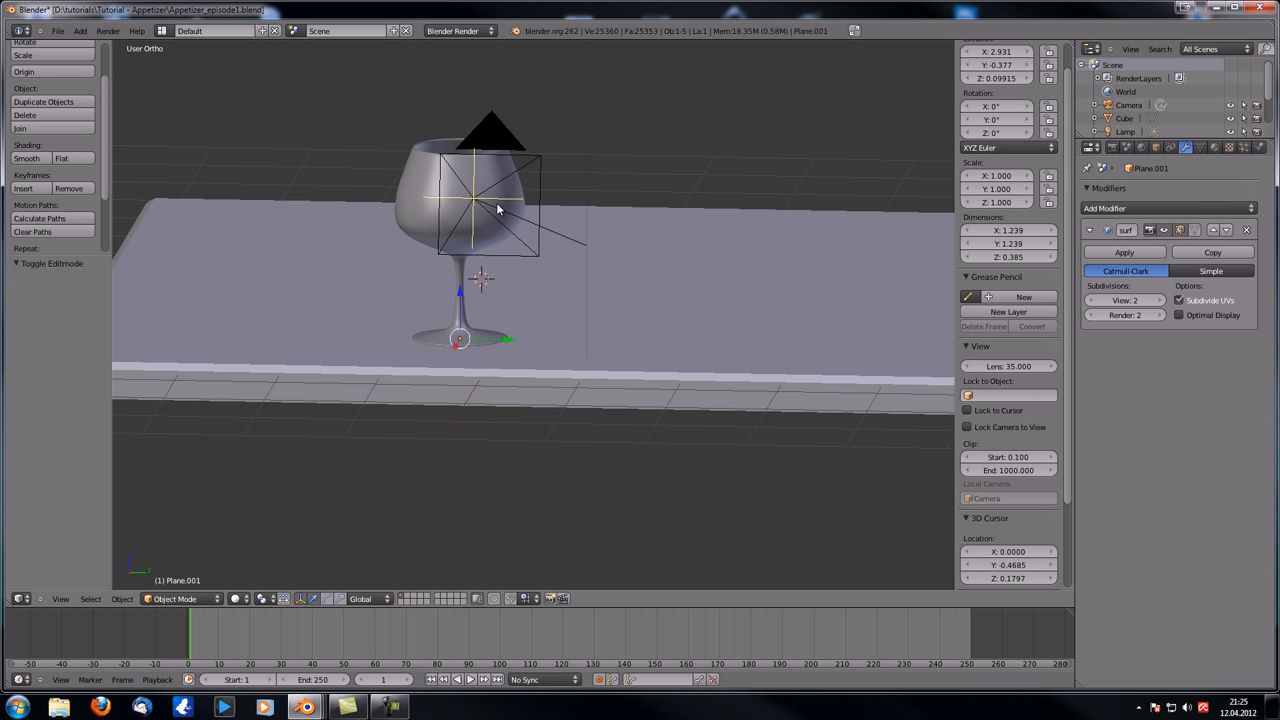 Blender* [D:\tutorials\Tutorial - Appetizer\Appetizer_episode1.blend]
File Add Render Help Default Scene Blender Render blender.org 262 | Ve:25360 | Fa:25353 | Ob:1-5 | La:1 | Mem:18.35M (0.58M) | Plane.001
User Ortho
Rotate
Scale
Origin
Object:
Duplicate Objects
Delete
Join
Shading:
Smooth Flat
Keyframes:
Insert Remove
Motion Paths:
Calculate Paths
Clear Paths
Repeat:
Toggle Editmode
(1) Plane.001
X: 2.931
Y: -0.377
Z: 0.09915
Rotation:
X: 0°
Y: 0°
Z: 0°
XYZ Euler
Scale:
X: 1.000
Y: 1.000
Z: 1.000
Dimensions:
X: 1.239
Y: 1.239
Z: 0.385
Grease Pencil
New
New Layer
Delete Frame Convert
View
Lens: 35.000
Lock to Object:
Lock to Cursor
Lock Camera to View
Clip:
Start: 0.100
End: 1000.000
Local Camera:
Camera
3D Cursor
Location:
X: 0.0000
Y: -0.4685
Z: 0.1797
View Search All Scenes
Scene
RenderLayers
World
Camera
Cube
Lamp
Plane.001
Modifiers
Add Modifier
surf
Apply Copy
Catmull-Clark Simple
Subdivisions: Options:
View: 2 Subdivide UVs
Render: 2 Optimal Display
View Select Object Object Mode Global
-50 -40 -30 -20 -10 0 10 20 30 40 50 60 70 80 90 100 110 120 130 140 150 160 170 180 190 200 210 220 230 240 250 260 270 280
View Marker Frame Playback Start: 1 End: 250 1 No Sync
21:25
12.04.2012